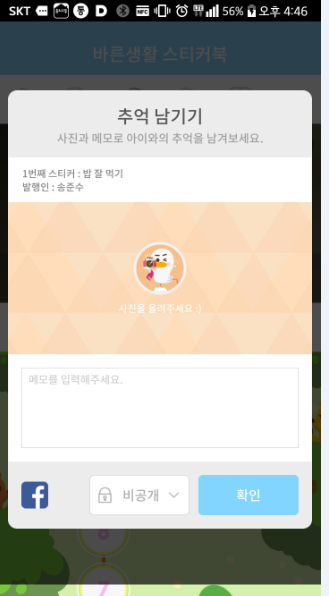 SKT 56% 오후 4:46
바른생활 스티커북
추억 남기기
사진과 메모로 아이와의 추억을 남겨보세요.
1번째 스티커 : 밥 잘 먹기
발행인 : 송준수
사진을 올려주세요 :)
메모를 입력해주세요.
비공개
확인
8
7